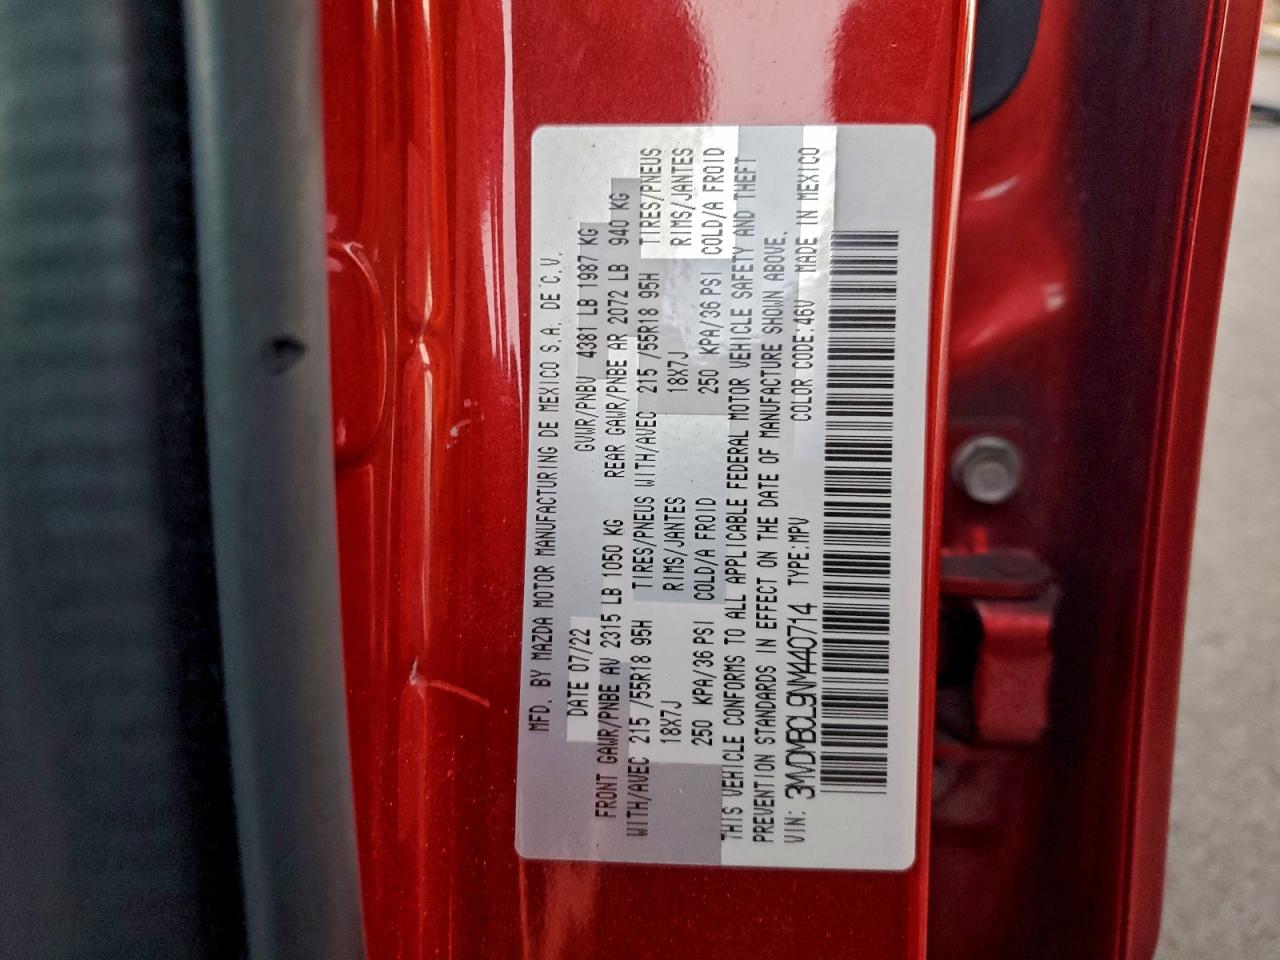 MFD. BY MAZDA MOTOR MANUFACTURING DE MEXICO S.A. DE C.V.
DATE 07/22 GVWR/PNBV 4381 LB 1987 KG
FRONT GAWR/PNBE AV 2315 LB 1050 KG REAR GAWR/PNBE AR 2072 LB 940 KG
WITH/AVEC 215 /55R18 95H TIRES/PNEUS WITH/AVEC 215 /55R18 95H TIRES/PNEUS
18X7J RIMS/JANTES 18X7J RIMS/JANTES
250 KPA/36 PSI COLD/A FROID 250 KPA/36 PSI COLD/A FROID
THIS VEHICLE CONFORMS TO ALL APPLICABLE FEDERAL MOTOR VEHICLE SAFETY AND THEFT
PREVENTION STANDARDS IN EFFECT ON THE DATE OF MANUFACTURE SHOWN ABOVE.
VIN: 3MVDMBCL9NM440714 TYPE:MPV COLOR CODE:46V MADE IN MEXICO